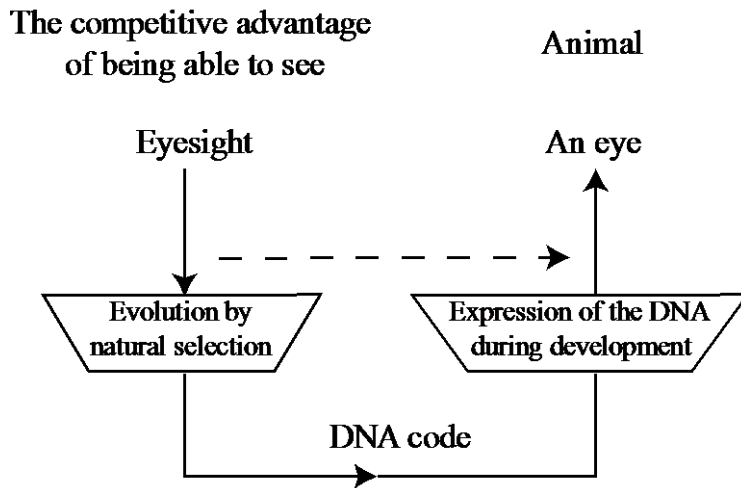 The competitive advantage
of being able to see
Animal
Eyesight
An eye
Evolution by
natural selection
Expression of the DNA
during development
DNA code